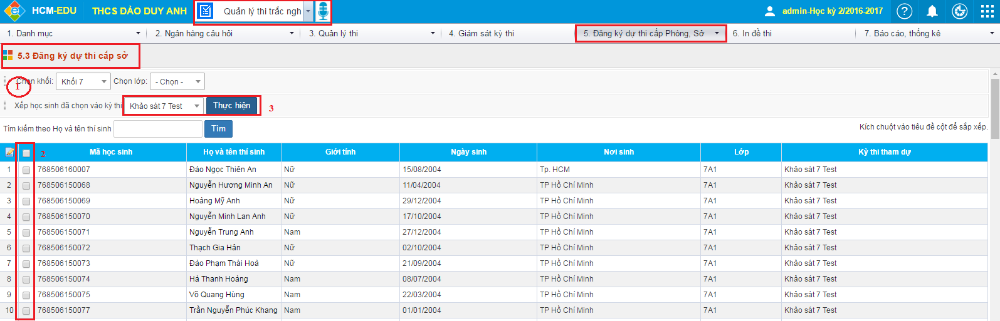 HCM-EDU THCS ĐÀO DUY ANH Quản lý thi trắc ngh admin-Học kỳ 2/2016-2017
1. Danh mục 2. Ngân hàng câu hỏi 3. Quản lý thi 4. Giám sát kỳ thi 5. Đăng ký dự thi cấp Phòng, Sở 6. In đề thi 7. Báo cáo, thống kê
5.3 Đăng ký dự thi cấp sở
1 Chọn khối: Khối 7 Chọn lớp: - Chọn -
Xếp học sinh đã chọn vào kỳ thi Khảo sát 7 Test Thực hiện 3
Tìm kiếm theo Họ và tên thí sinh Tìm Kích chuột vào tiêu đề cột để sắp xếp.
2 Mã học sinh Họ và tên thí sinh Giới tính Ngày sinh Nơi sinh Lớp Kỳ thi tham dự
1 768506160007 Đào Ngọc Thiên An Nữ 15/08/2004 Tp. HCM 7A1 Khảo sát 7 Test
2 768506150068 Nguyễn Hương Minh An Nữ 11/04/2004 TP Hồ Chí Minh 7A1 Khảo sát 7 Test
3 768506150069 Hoàng Mỹ Anh Nữ 29/12/2004 TP Hồ Chí Minh 7A1 Khảo sát 7 Test
4 768506150070 Nguyễn Minh Lan Anh Nữ 17/10/2004 TP Hồ Chí Minh 7A1 Khảo sát 7 Test
5 768506150071 Nguyễn Trung Anh Nam 27/12/2004 TP Hồ Chí Minh 7A1 Khảo sát 7 Test
6 768506150072 Thạch Gia Hân Nữ 02/10/2004 TP Hồ Chí Minh 7A1 Khảo sát 7 Test
7 768506150073 Đào Phạm Thái Hoà Nữ 21/09/2004 TP Hồ Chí Minh 7A1 Khảo sát 7 Test
8 768506150074 Hà Thanh Hoàng Nam 08/07/2004 TP Hồ Chí Minh 7A1 Khảo sát 7 Test
9 768506150075 Võ Quang Hùng Nam 22/03/2004 TP Hồ Chí Minh 7A1 Khảo sát 7 Test
10 768506150077 Trần Nguyễn Phúc Khang Nam 01/01/2004 TP Hồ Chí Minh 7A1 Khảo sát 7 Test